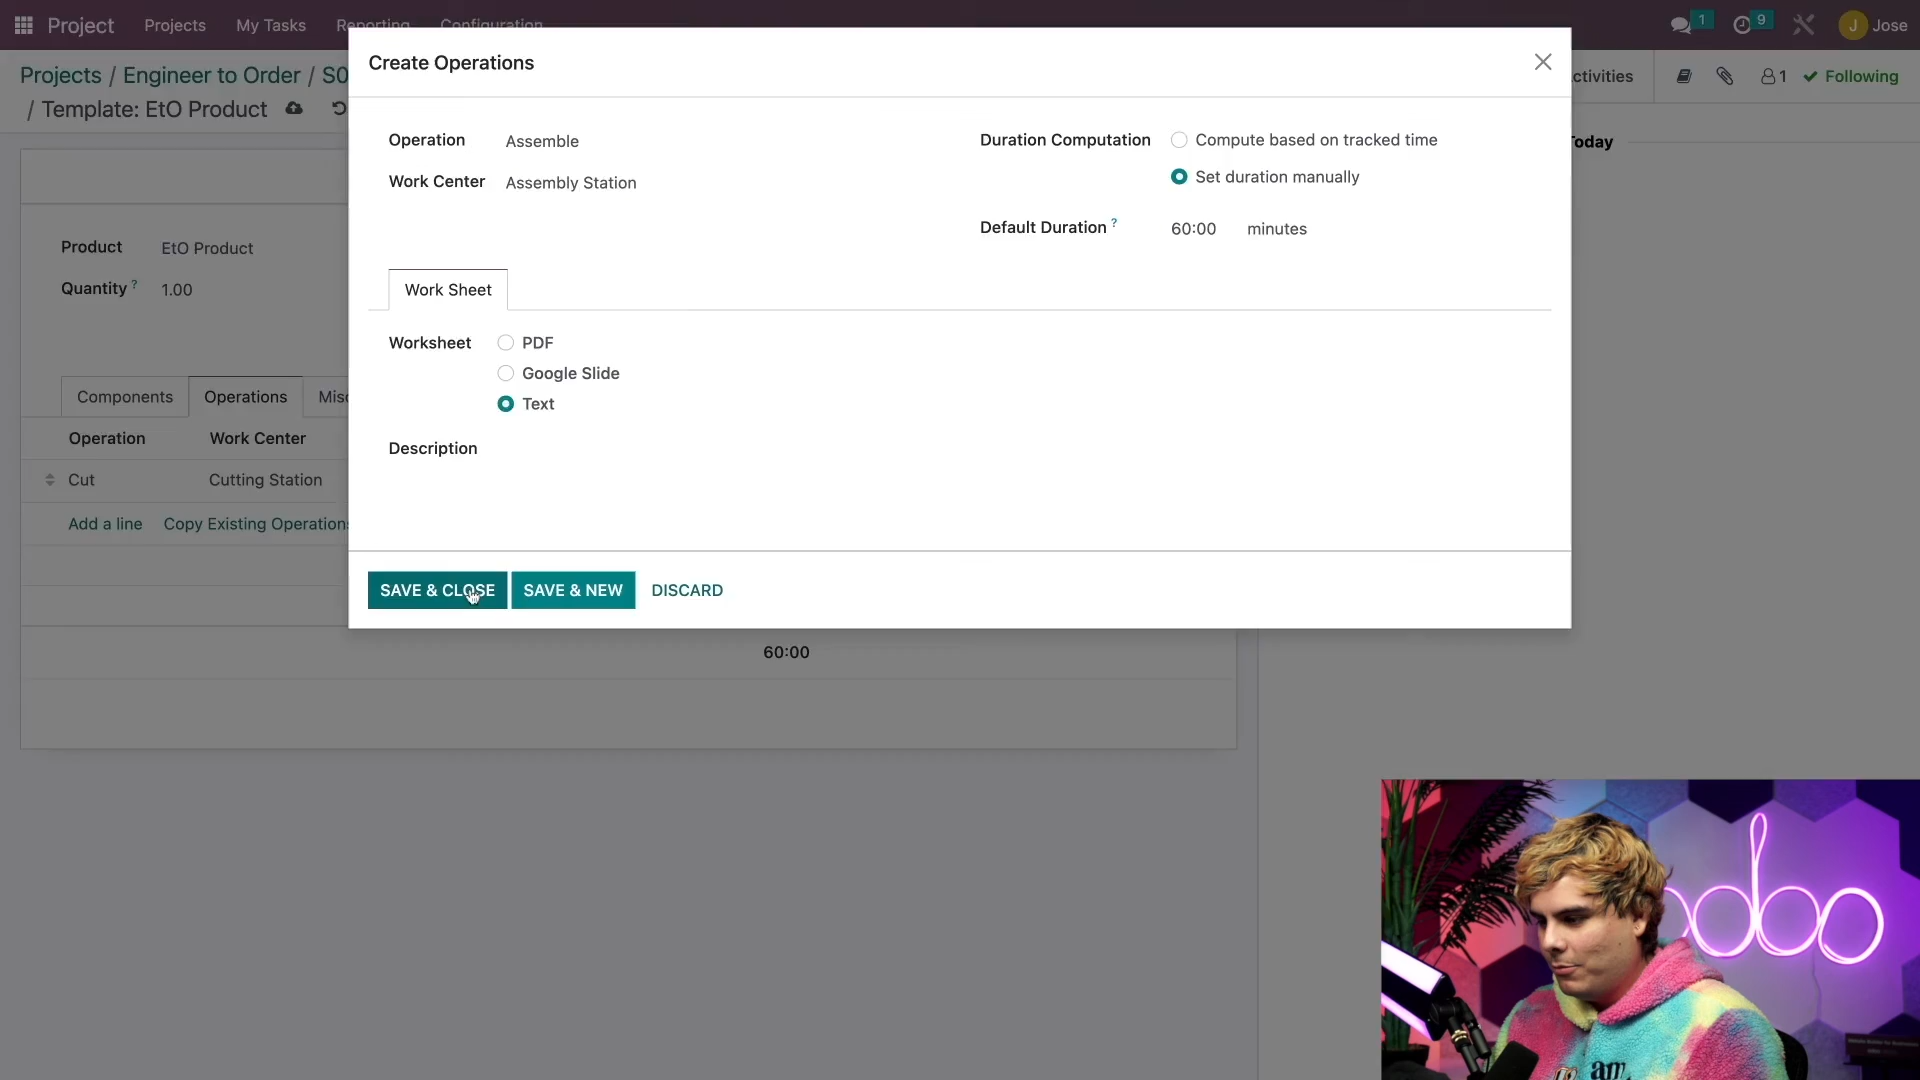 Project Projects My Tasks Reporting Configuration 1 9 J Jose
Projects / Engineer to Order / S0
/ Template: EtO Product
ctivities 1 Following
Create Operations
Operation Assemble
Work Center Assembly Station
Duration Computation Compute based on tracked time
Set duration manually
Default Duration ? 60:00 minutes
Today
Product EtO Product
Quantity ? 1.00
Work Sheet
Worksheet PDF
Google Slide
Text
Description
Components Operations Misc
Operation Work Center
Cut Cutting Station
Add a line Copy Existing Operations
SAVE & CLOSE SAVE & NEW DISCARD
60:00
odoo
am